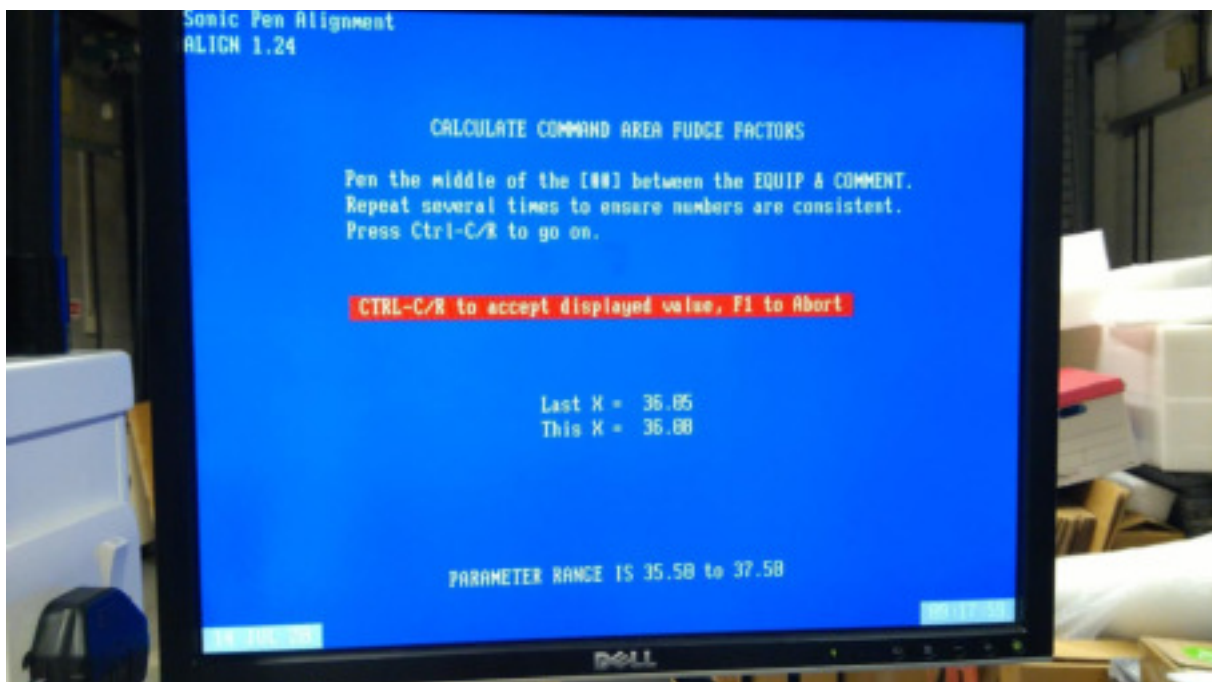 Sonic Pen Alignment
ALIGN 1.24
CALCULATE COMMAND AREA FUDGE FACTORS
Pen the middle of the [##] between the EQUIP & COMMENT.
Repeat several times to ensure numbers are consistent.
Press Ctrl-C/R to go on.
CTRL-C/R to accept displayed value, F1 to Abort
Last X = 36.05
This X = 36.08
PARAMETER RANGE IS 35.50 to 37.50
DELL